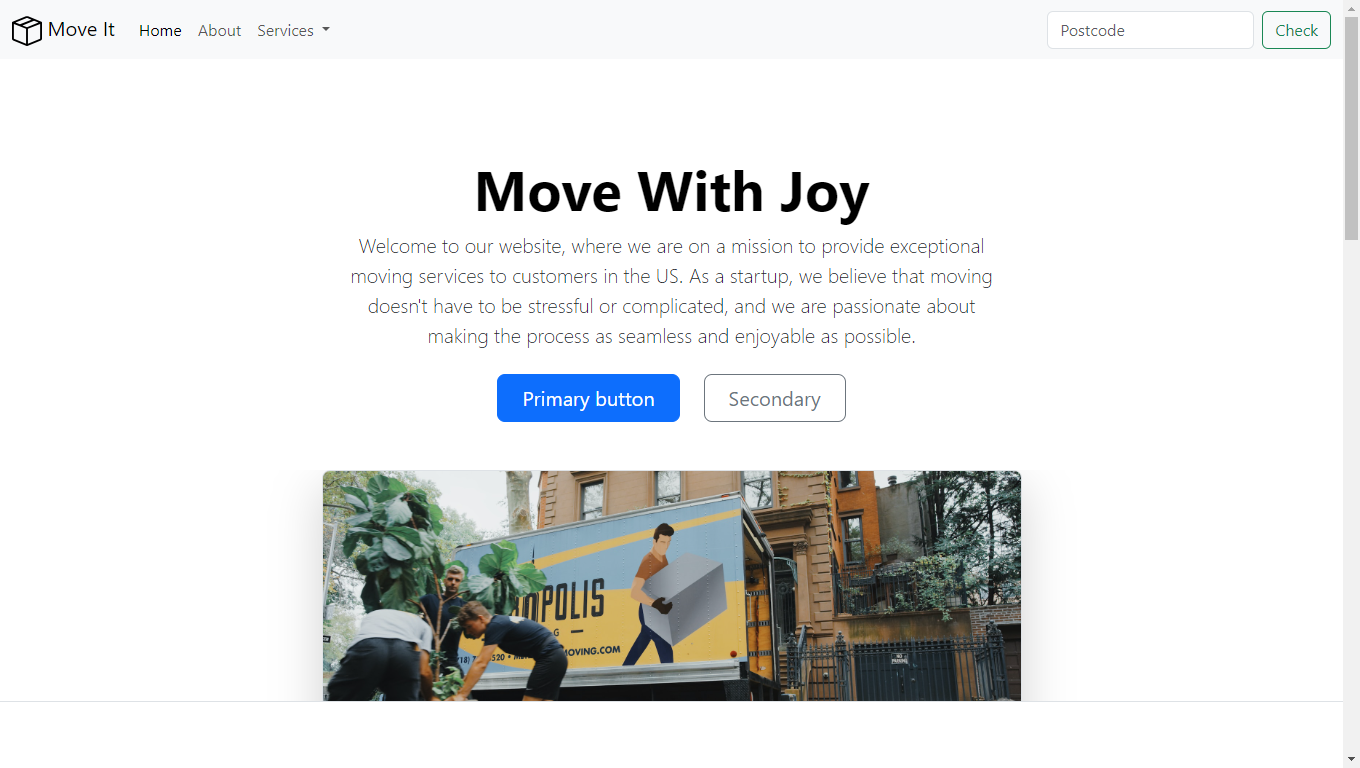 Move It
Home
About
Services
Postcode
Check
Move With Joy
Welcome to our website, where we are on a mission to provide exceptional
moving services to customers in the US. As a startup, we believe that moving
doesn't have to be stressful or complicated, and we are passionate about
making the process as seamless and enjoyable as possible.
Primary button
Secondary
POLIS
MOVING.COM
NO
PARKING